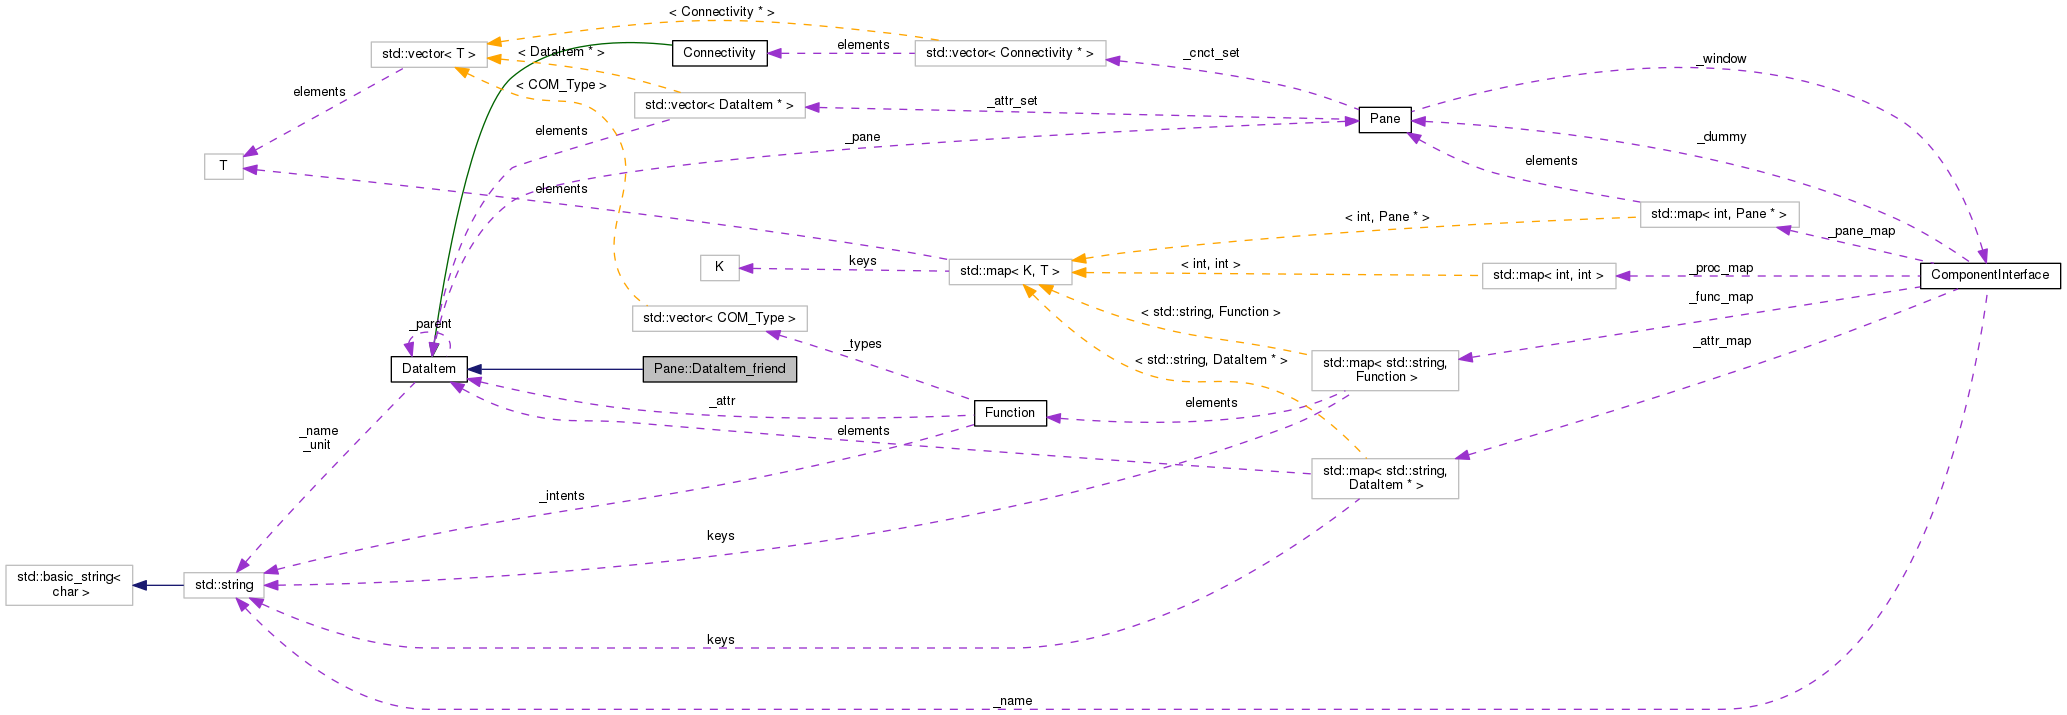 < Connectivity * >
std::vector< T >
< DataItem * >
Connectivity
elements
std::vector< Connectivity * >
_cnct_set
_window
< COM_Type >
elements
std::vector< DataItem * >
_attr_set
Pane
elements
_pane
_dummy
T
elements
elements
std::map< int, Pane * >
< int, Pane * >
_pane_map
K
keys
std::map< K, T >
< int, int >
std::map< int, int >
_proc_map
ComponentInterface
_func_map
< std::string, Function >
std::vector< COM_Type >
_parent
_types
_attr_map
< std::string, DataItem * >
std::map< std::string,
Function >
DataItem
Pane::DataItem_friend
_attr
Function
elements
_name
_unit
elements
std::map< std::string,
DataItem * >
_intents
keys
std::basic_string<
char >
std::string
keys
_name